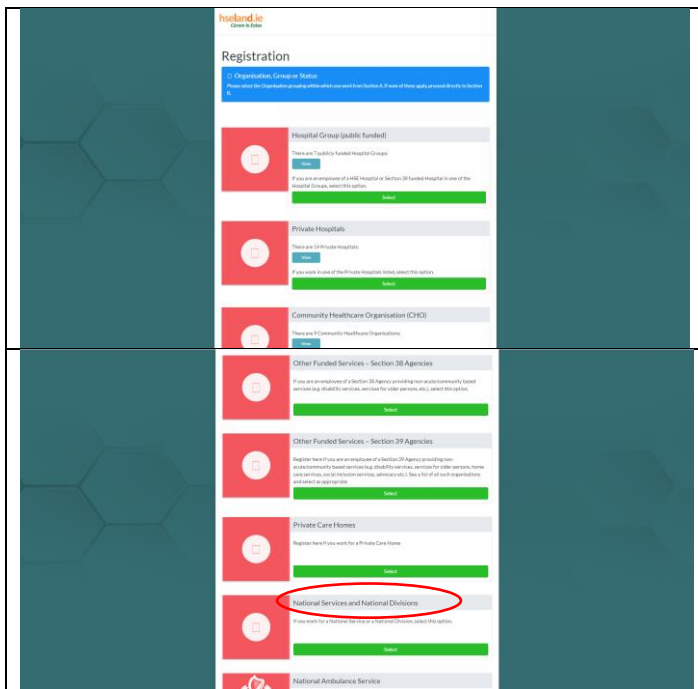 hseland.ie
Registration
Organisation, Group or Status
Please select the Organisation grouping within which you work from Section A. If none of these apply, proceed directly to Section
B.
Hospital Group (public funded)
There are 7 publicly funded Hospital Groups:
View
If you are an employee of a HSE Hospital or Section 38 funded Hospital in one of the
Hospital Groups, select this option.
Select
Private Hospitals
There are 19 Private Hospitals:
View
If you work in one of the Private Hospitals listed, select this option.
Select
Community Healthcare Organisation (CHO)
There are 9 Community Healthcare Organisations:
View
Other Funded Services – Section 38 Agencies
If you are an employee of a Section 38 Agency providing non-acute/community based
services (e.g. disability services, services for older persons, etc.), select this option.
Select
Other Funded Services – Section 39 Agencies
Register here if you are an employee of a Section 39 Agency providing non-
acute/community based services (e.g. disability services, services for older persons, home
care services, social inclusion services, advocacy etc.). See a list of all such organisations
and select as appropriate
Select
Private Care Homes
Register here if you work for a Private Care Home
Select
National Services and National Divisions
If you work for a National Service or a National Division, select this option.
Select
National Ambulance Service